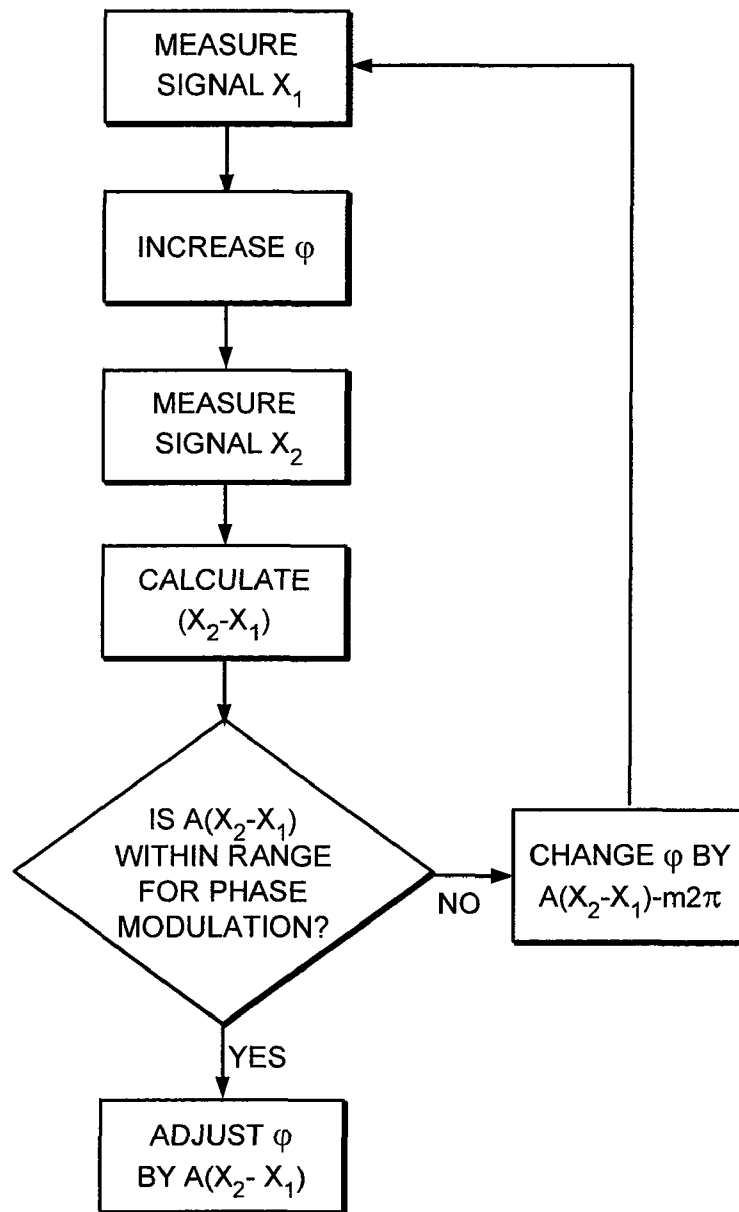 MEASURE
SIGNAL X₁
INCREASE φ
MEASURE
SIGNAL X₂
CALCULATE
(X₂-X₁)
IS A(X₂-X₁)
WITHIN RANGE
FOR PHASE
MODULATION?
NO
CHANGE φ BY
A(X₂-X₁)-m2π
YES
ADJUST φ
BY A(X₂- X₁)